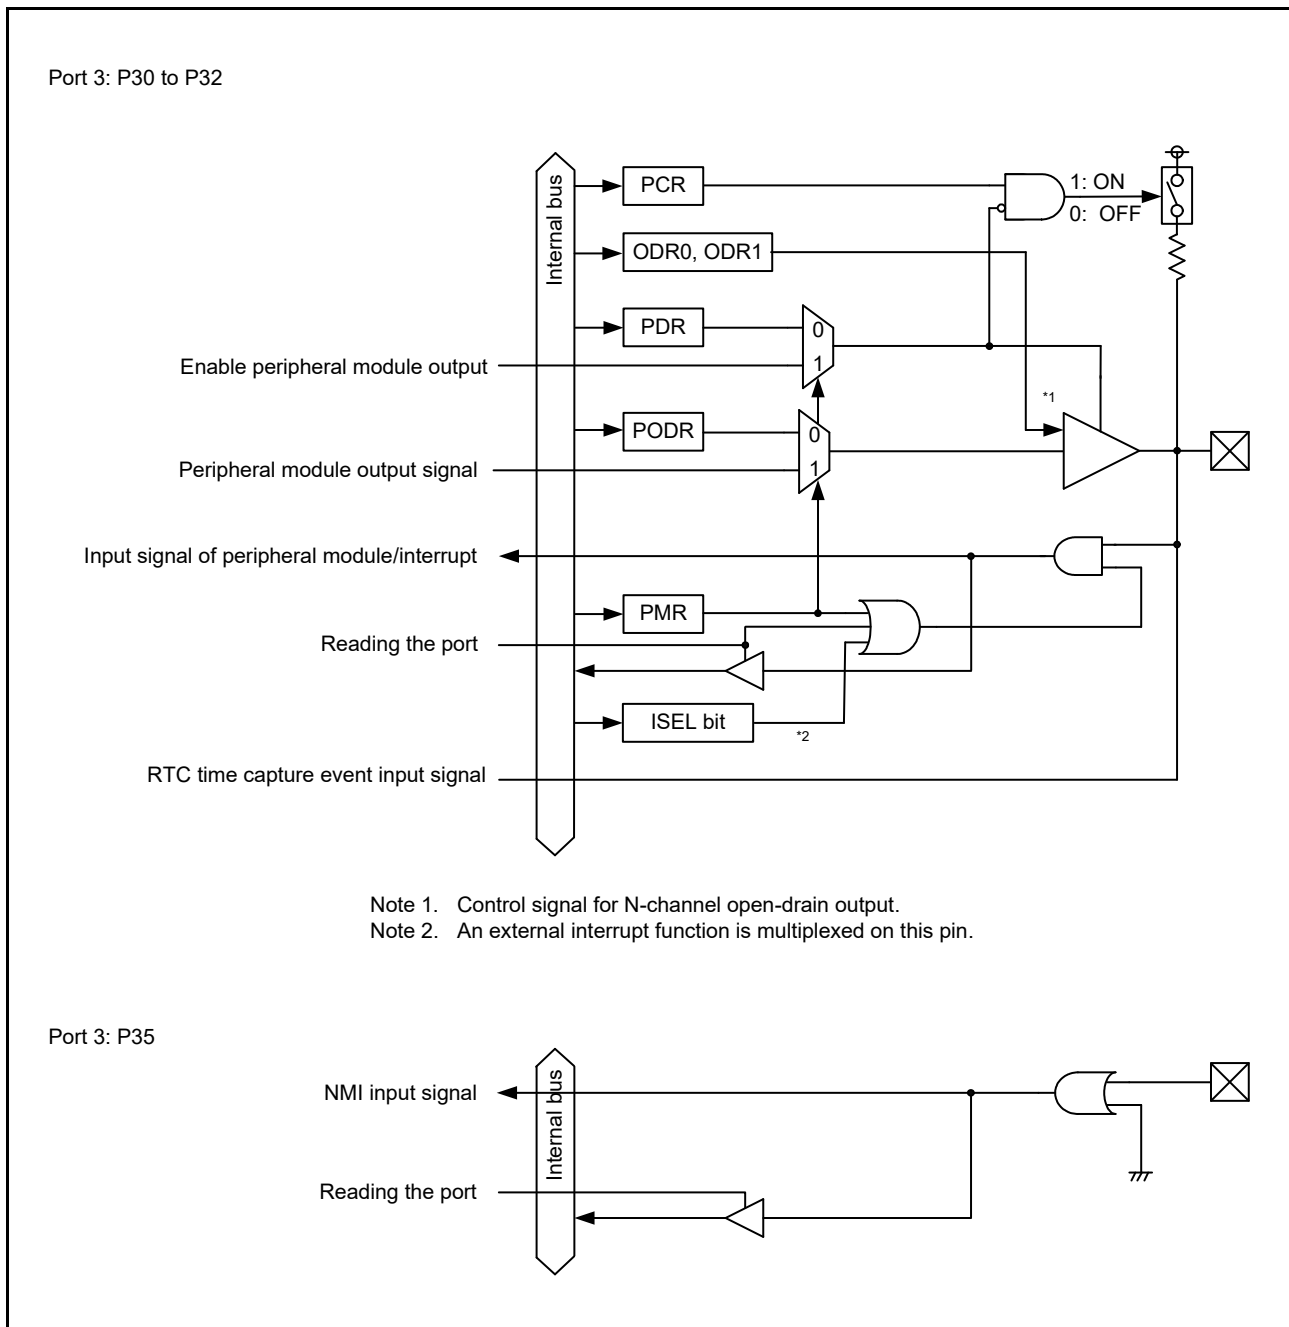 Port 3: P30 to P32
Internal bus
PCR
1: ON
0: OFF
ODR0, ODR1
PDR
0
1
Enable peripheral module output
*1
PODR
0
1
Peripheral module output signal
Input signal of peripheral module/interrupt
PMR
Reading the port
ISEL bit
*2
RTC time capture event input signal
Note 1. Control signal for N-channel open-drain output.
Note 2. An external interrupt function is multiplexed on this pin.
Port 3: P35
Internal bus
NMI input signal
Reading the port